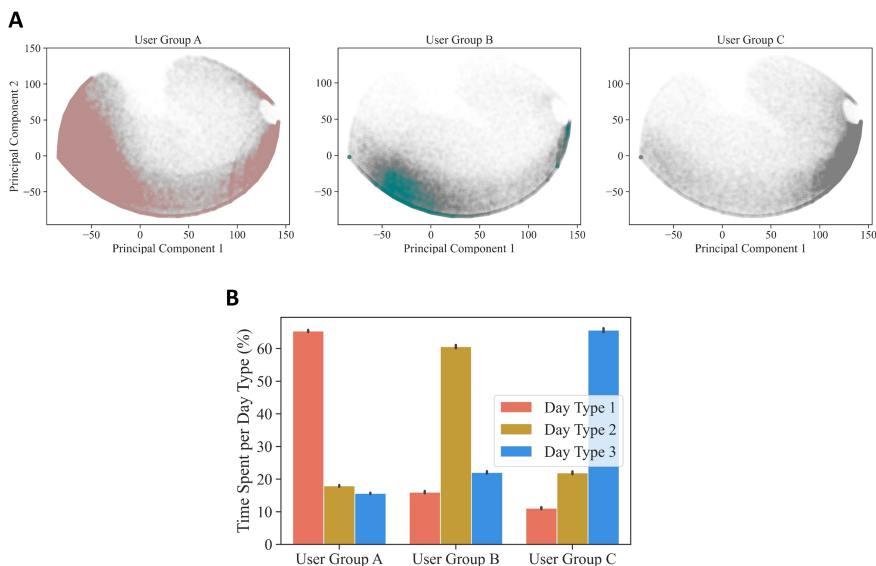 A
User Group A
User Group B
User Group C
Principal Component 2
150
100
50
0
−50
−50 0 50 100 150
Principal Component 1
100
50
0
−50
−50 0 50 100 150
Principal Component 1
100
50
0
−50
−50 0 50 100 150
Principal Component 1
B
Time Spent per Day Type (%)
60
50
40
30
20
10
0
Day Type 1
Day Type 2
Day Type 3
User Group A
User Group B
User Group C